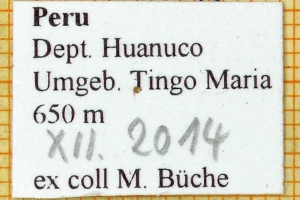 Peru
Dept. Huanuco
Umgeb. Tingo Maria
650 m
XII. 2014
ex coll M. Büche